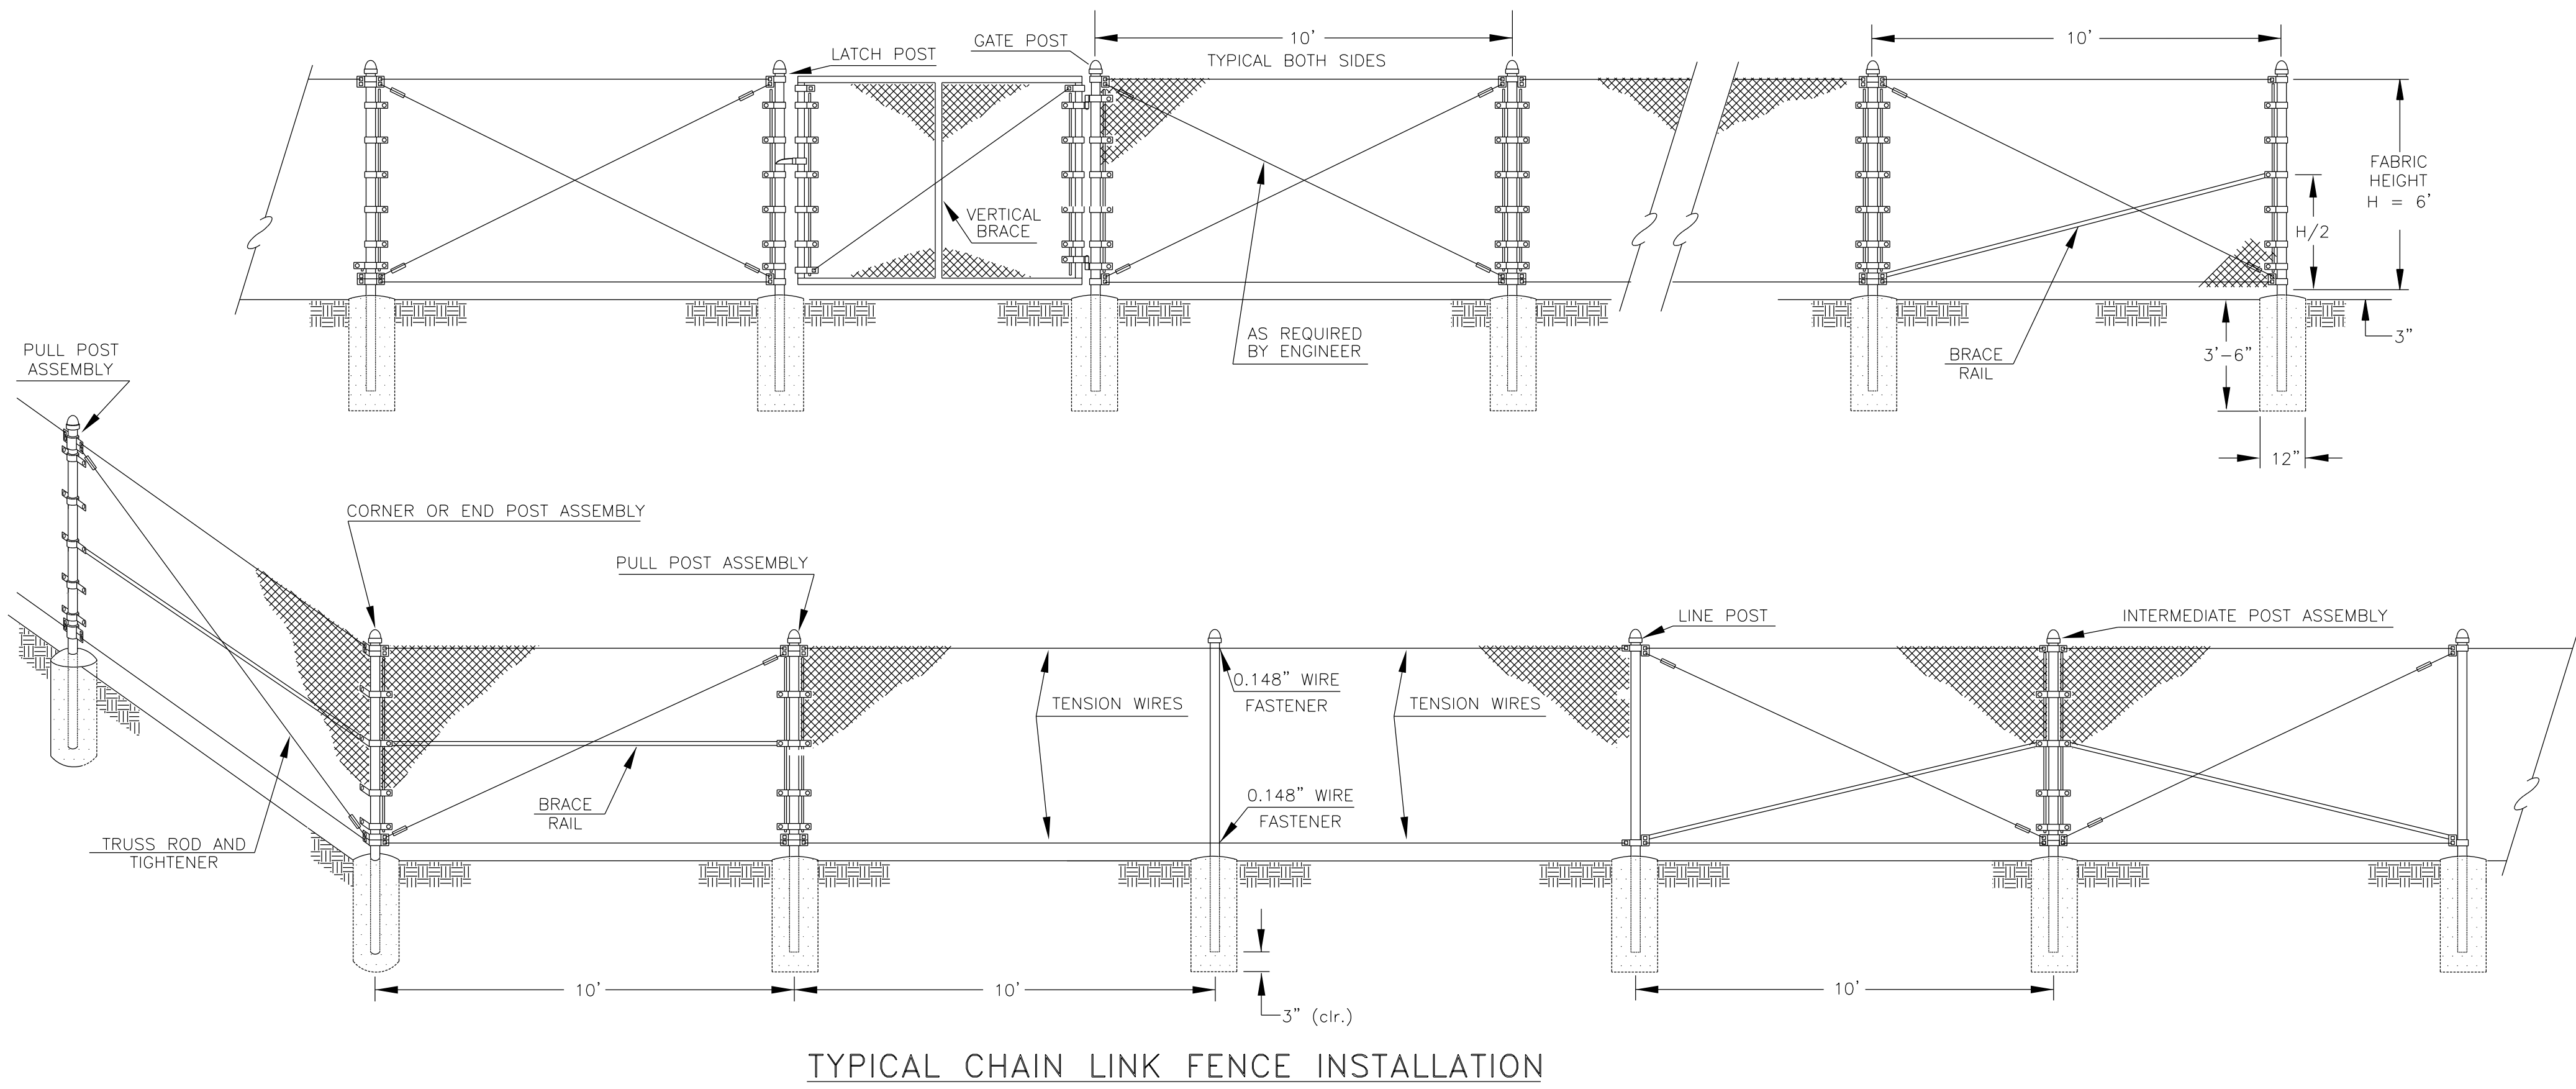 LATCH POST
GATE POST
10'
TYPICAL BOTH SIDES
10'
FABRIC
HEIGHT
H = 6'
H/2
VERTICAL
BRACE
AS REQUIRED
BY ENGINEER
BRACE
RAIL
3'-6"
3"
12"
PULL POST
ASSEMBLY
CORNER OR END POST ASSEMBLY
PULL POST ASSEMBLY
LINE POST
INTERMEDIATE POST ASSEMBLY
0.148" WIRE
FASTENER
TENSION WIRES
TENSION WIRES
0.148" WIRE
FASTENER
BRACE
RAIL
TRUSS ROD AND
TIGHTENER
10'
10'
10'
3" (clr.)
TYPICAL CHAIN LINK FENCE INSTALLATION